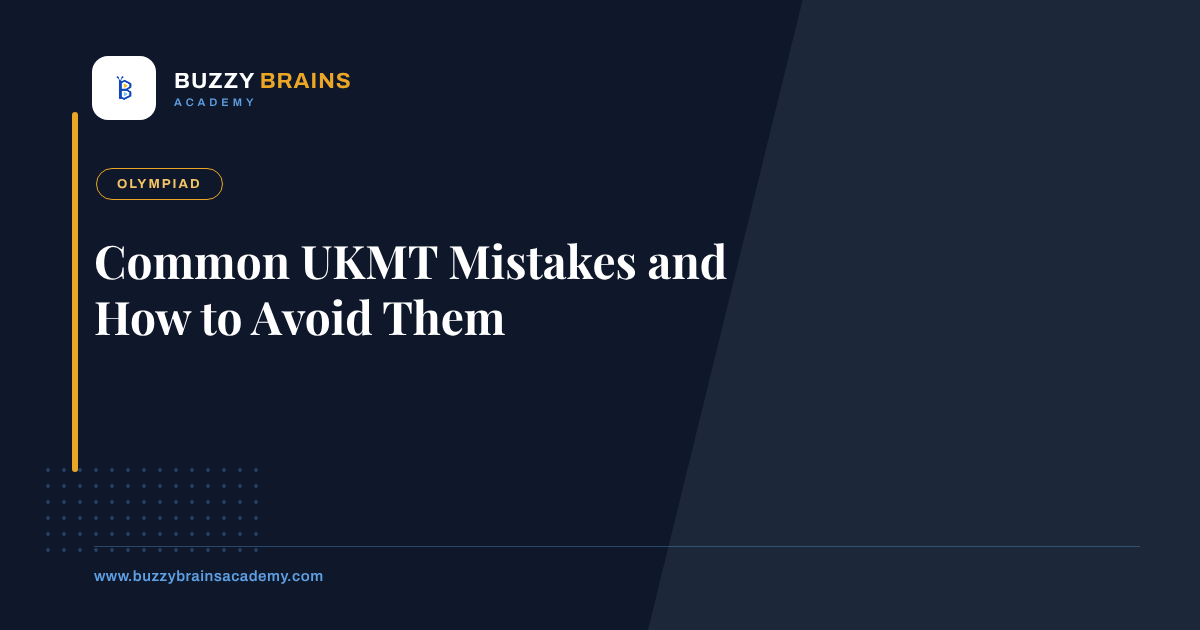 BUZZY BRAINS
ACADEMY
OLYMPIAD
Common UKMT Mistakes and
How to Avoid Them
www.buzzybrainsacademy.com